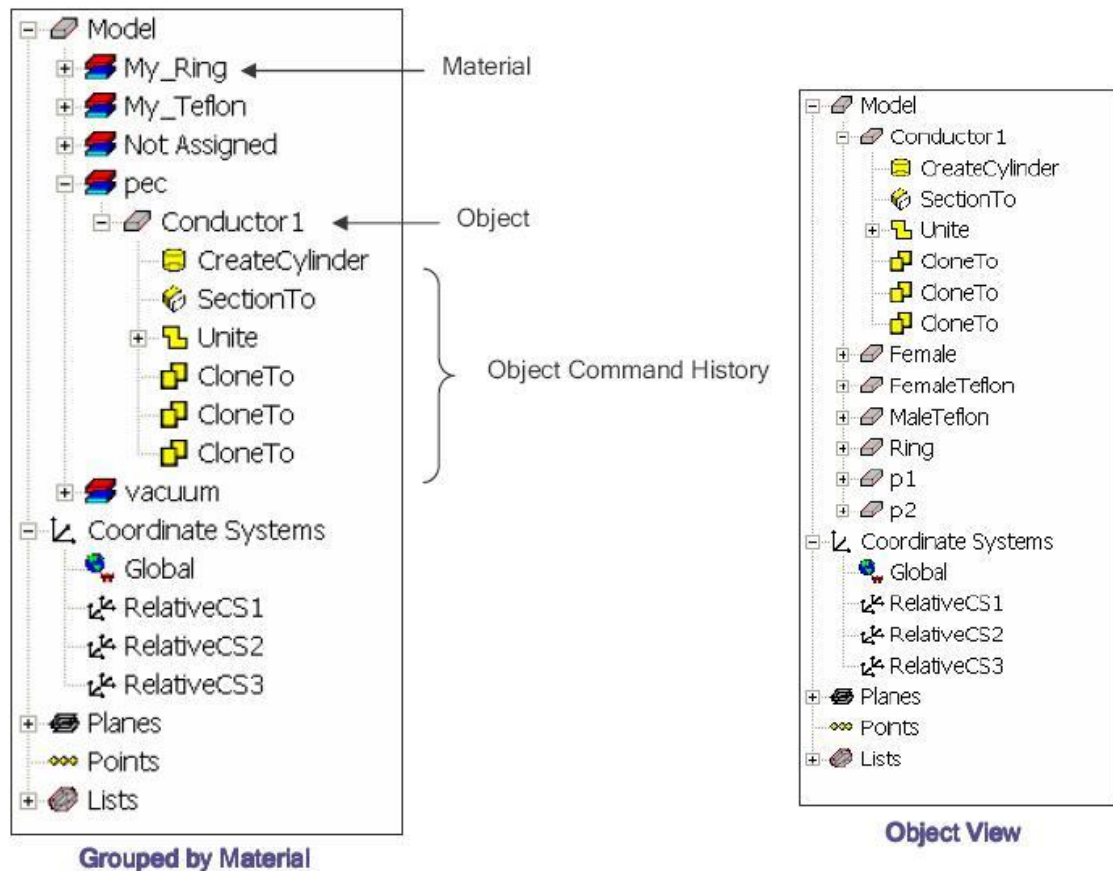 Model
My_Ring
My_Teflon
Not Assigned
pec
Conductor1
CreateCylinder
SectionTo
Unite
CloneTo
CloneTo
CloneTo
vacuum
Coordinate Systems
Global
RelativeCS1
RelativeCS2
RelativeCS3
Planes
Points
Lists
Grouped by Material
Material
Object
Object Command History
Model
Conductor1
CreateCylinder
SectionTo
Unite
CloneTo
CloneTo
CloneTo
Female
FemaleTeflon
MaleTeflon
Ring
p1
p2
Coordinate Systems
Global
RelativeCS1
RelativeCS2
RelativeCS3
Planes
Points
Lists
Object View